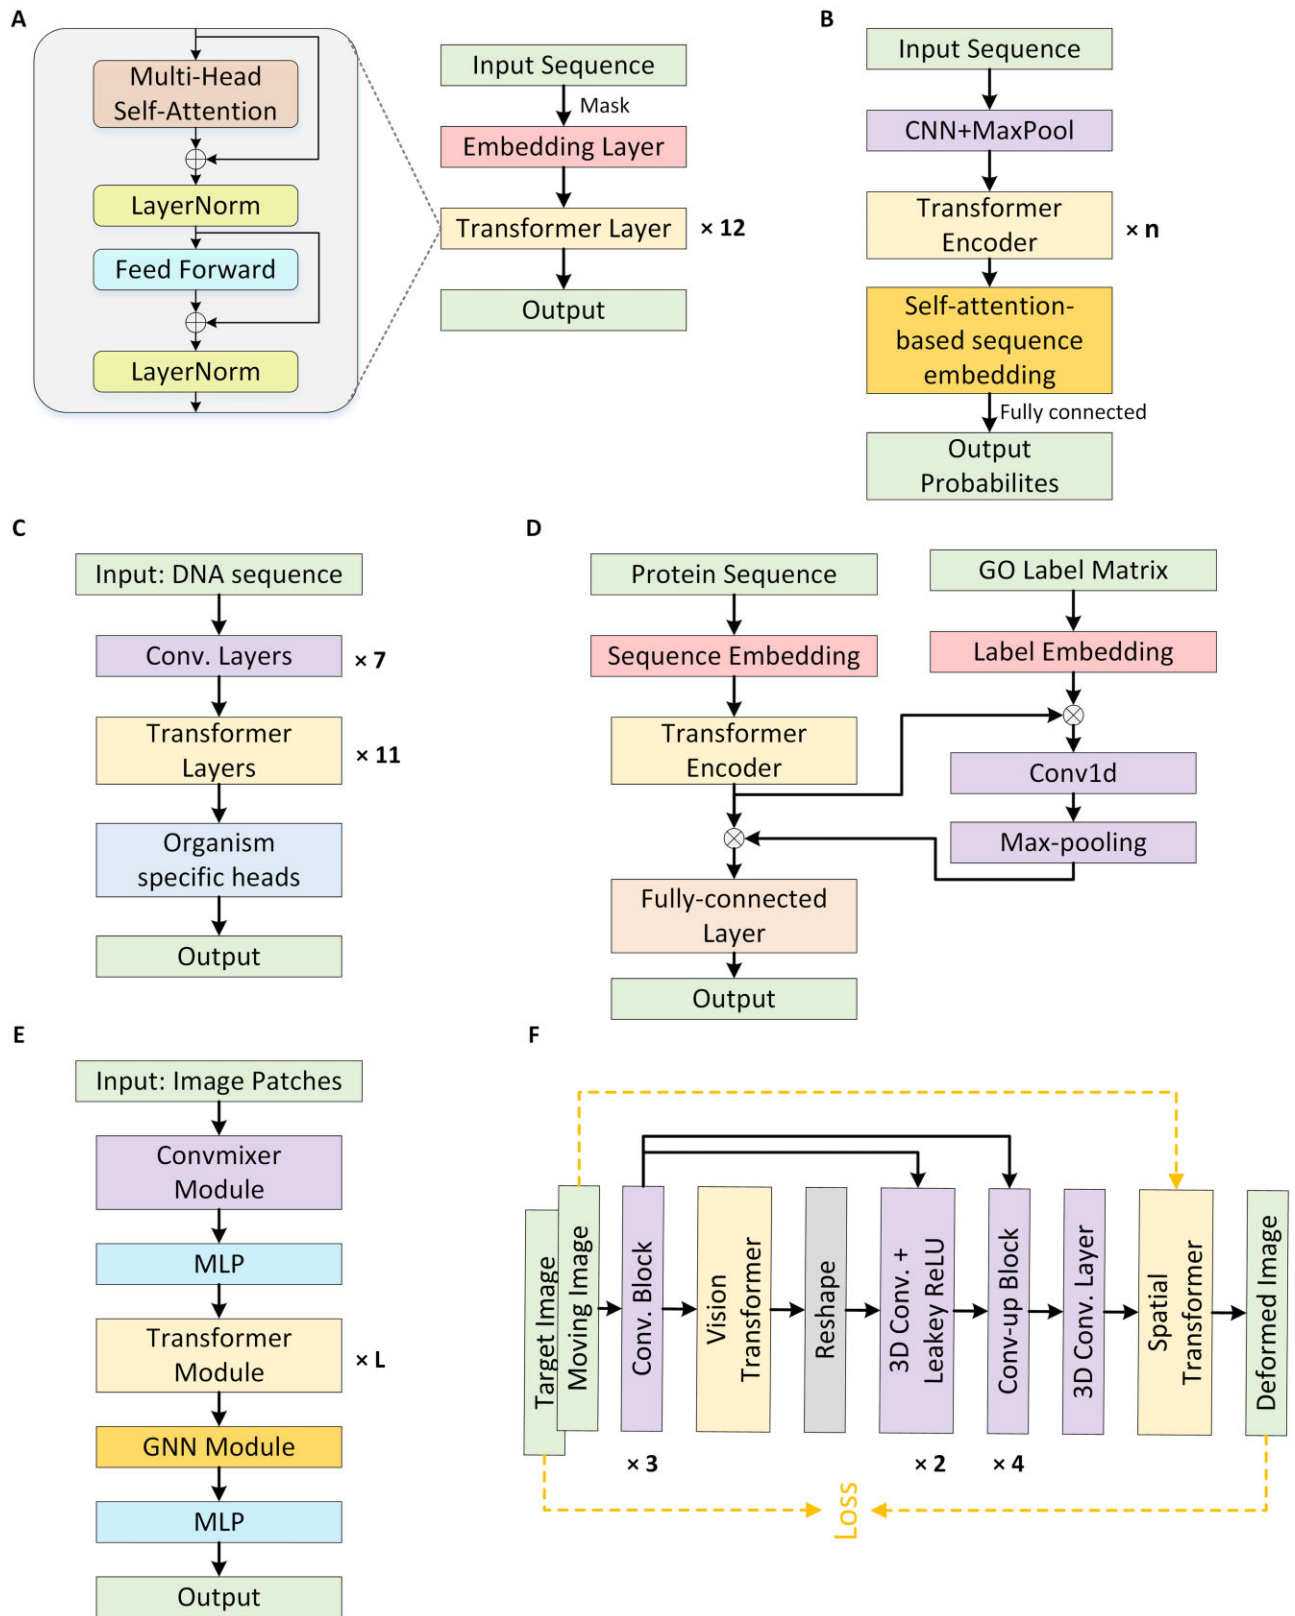 A
Multi-Head
Self-Attention
LayerNorm
Feed Forward
LayerNorm
Input Sequence
Mask
Embedding Layer
Transformer Layer
× 12
Output
B
Input Sequence
CNN+MaxPool
Transformer
Encoder
× n
Self-attention-
based sequence
embedding
Fully connected
Output
Probabilites
C
Input: DNA sequence
Conv. Layers
× 7
Transformer
Layers
× 11
Organism
specific heads
Output
D
Protein Sequence
Sequence Embedding
Transformer
Encoder
Fully-connected
Layer
Output
GO Label Matrix
Label Embedding
Conv1d
Max-pooling
E
Input: Image Patches
Convmixer
Module
MLP
Transformer
Module
× L
GNN Module
MLP
Output
F
Target Image
Moving Image
Conv. Block
× 3
Vision
Transformer
Reshape
3D Conv. +
Leakey ReLU
× 2
Conv-up Block
× 4
3D Conv. Layer
Spatial
Transformer
Deformed Image
Loss